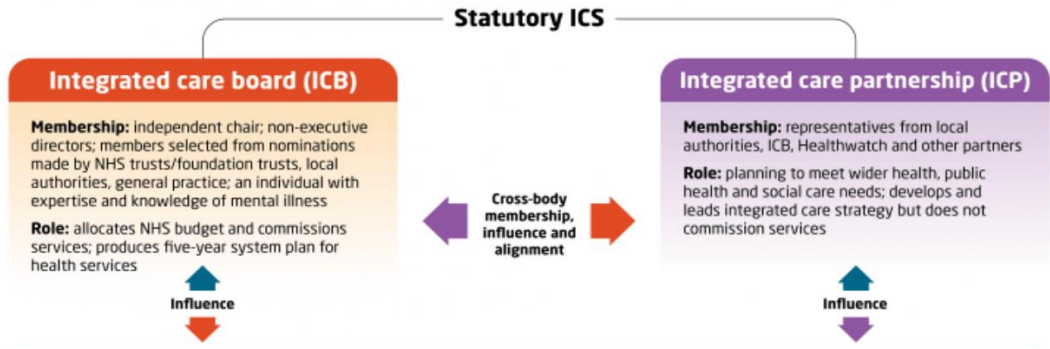 Statutory ICS
Integrated care board (ICB)
Membership: independent chair; non-executive
directors; members selected from nominations
made by NHS trusts/foundation trusts, local
authorities, general practice; an individual with
expertise and knowledge of mental illness
Role: allocates NHS budget and commissions
services; produces five-year system plan for
health services
Influence
Cross-body
membership,
influence and
alignment
Integrated care partnership (ICP)
Membership: representatives from local
authorities, ICB, Healthwatch and other partners
Role: planning to meet wider health, public
health and social care needs; develops and
leads integrated care strategy but does not
commission services
Influence